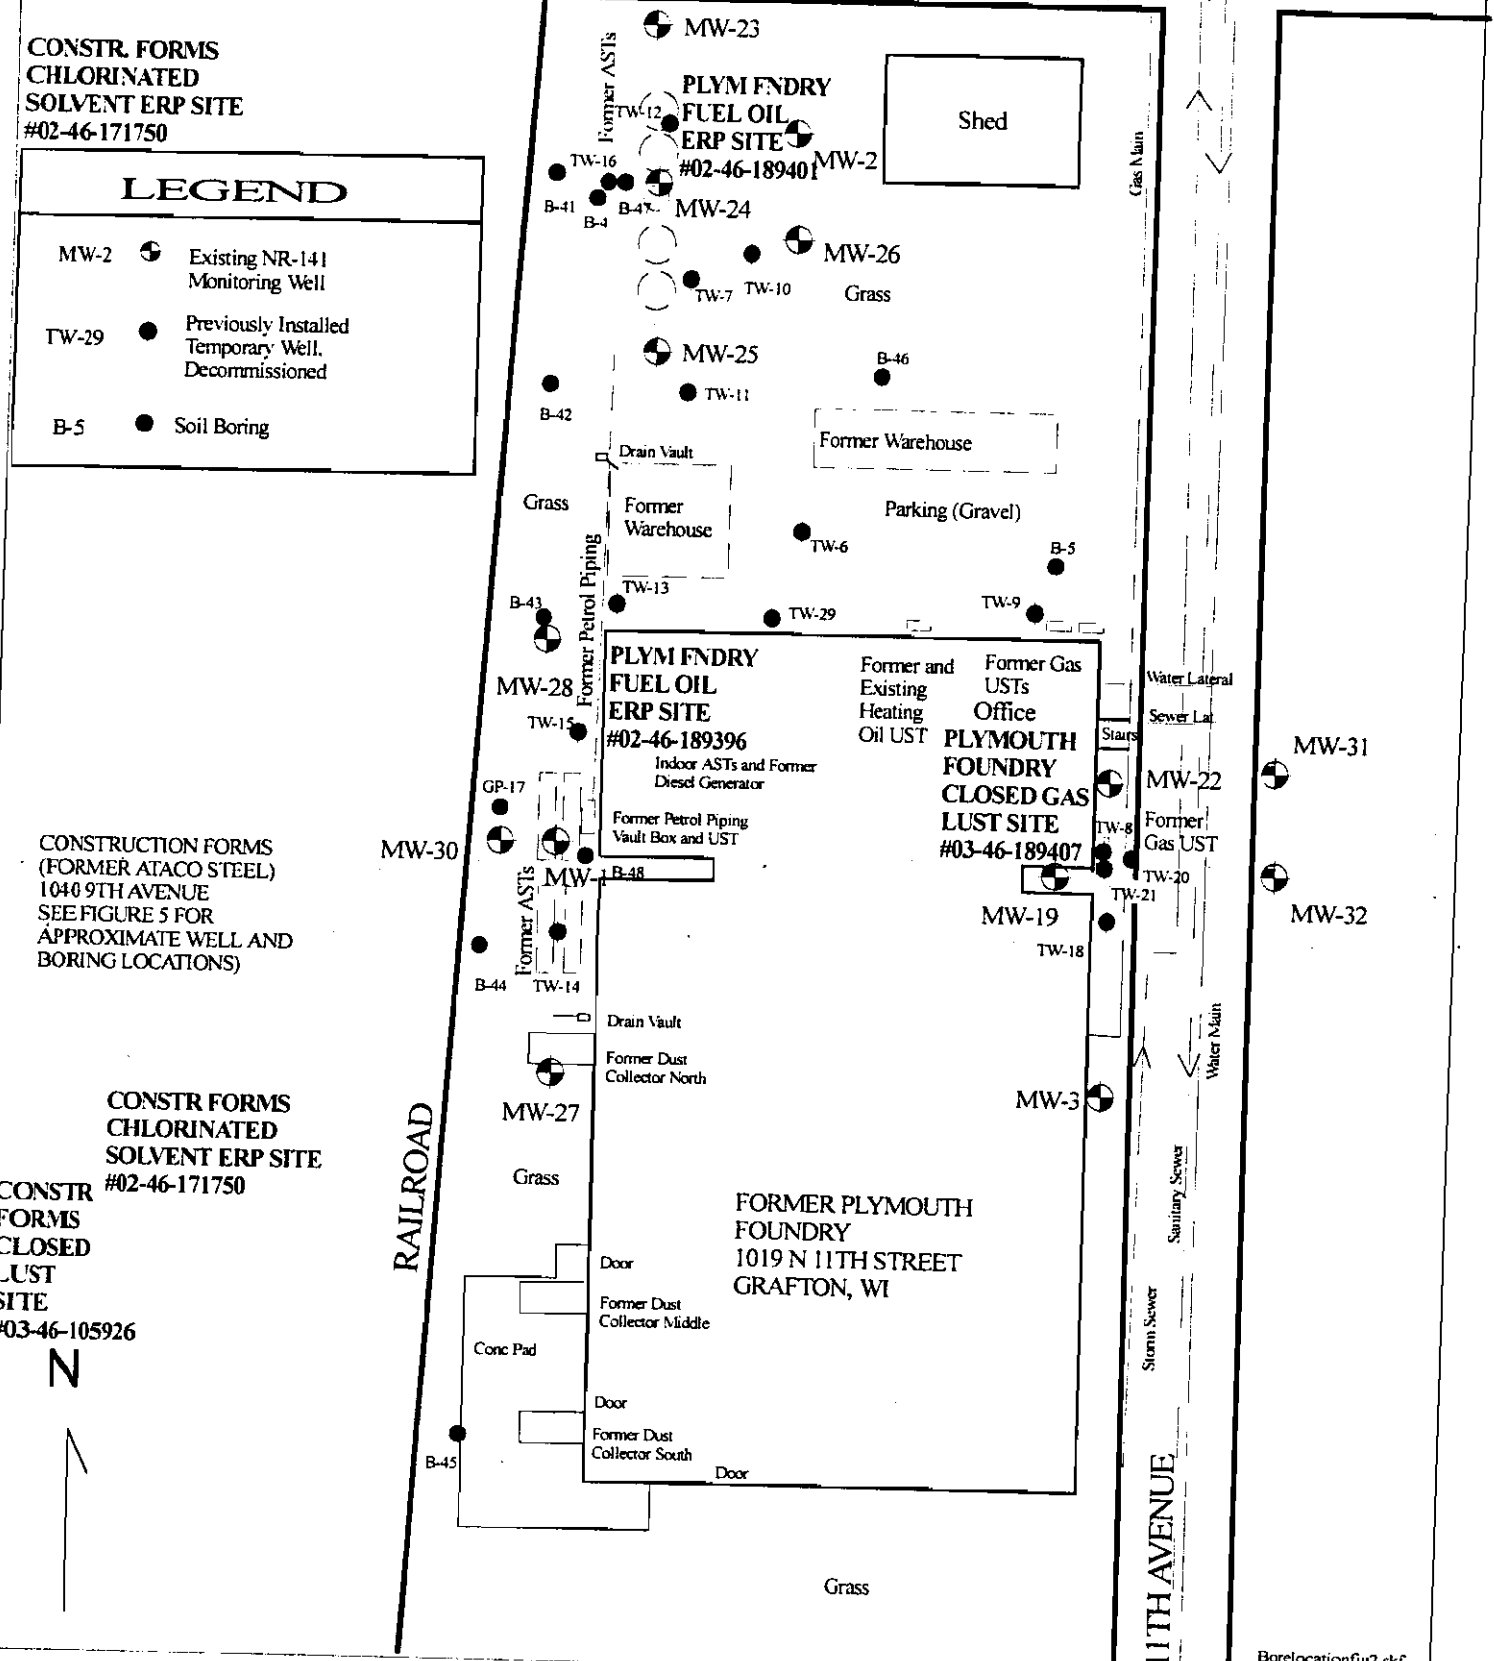 CONSTR. FORMS
CHLORINATED
SOLVENT ERP SITE
#02-46-171750
LEGEND
MW-2
Existing NR-141
Monitoring Well
TW-29
Previously Installed
Temporary Well.
Decommissioned
B-5
Soil Boring
MW-23
Former ASTs
PLYM FNDRY
FUEL OIL
ERP SITE
#02-46-189401
TW-12
MW-2
Shed
Gas Main
TW-16
B-41
B-4
B-47
MW-24
MW-26
TW-7
TW-10
Grass
MW-25
TW-11
B-46
B-42
Former Warehouse
Drain Vault
Grass
Former
Warehouse
Parking (Gravel)
TW-6
B-5
Former Petrol Piping
B-43
TW-13
TW-29
TW-9
MW-28
PLYM FNDRY
FUEL OIL
ERP SITE
#02-46-189396
Indoor ASTs and Former
Diesel Generator
Former and
Existing
Heating
Oil UST
Former Gas
USTs
Office
PLYMOUTH
FOUNDRY
CLOSED GAS
LUST SITE
#03-46-189407
Water Lateral
Sewer Lat
Stairs
MW-31
MW-22
TW-15
GP-17
Former Petrol Piping
Vault Box and UST
TW-8
Former
Gas UST
MW-30
MW-1
B-48
TW-20
TW-21
MW-19
MW-32
TW-18
CONSTRUCTION FORMS
(FORMER ATACO STEEL)
1040 9TH AVENUE
SEE FIGURE 5 FOR
APPROXIMATE WELL AND
BORING LOCATIONS)
Former ASTs
B-44
TW-14
Drain Vault
Former Dust
Collector North
Water Main
MW-27
MW-3
CONSTR FORMS
CHLORINATED
SOLVENT ERP SITE
#02-46-171750
RAILROAD
Grass
Sanitary Sewer
CONSTR
FORMS
CLOSED
LUST
SITE
#03-46-105926
FORMER PLYMOUTH
FOUNDRY
1019 N 11TH STREET
GRAFTON, WI
Door
Former Dust
Collector Middle
Storm Sewer
Conc Pad
N
Door
Former Dust
Collector South
Door
B-45
11TH AVENUE
Grass